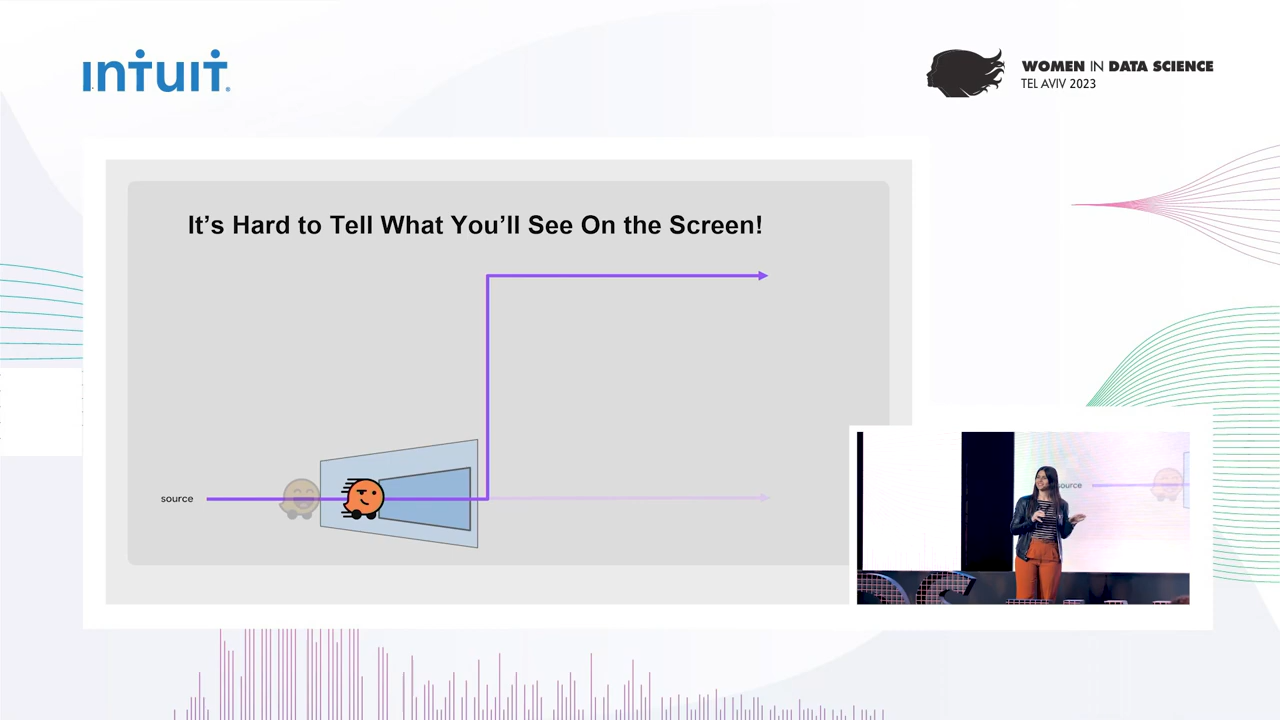 INTUIT
WOMEN IN DATA SCIENCE
TEL AVIV 2023
It's Hard to Tell What You'll See On the Screen!
source
source